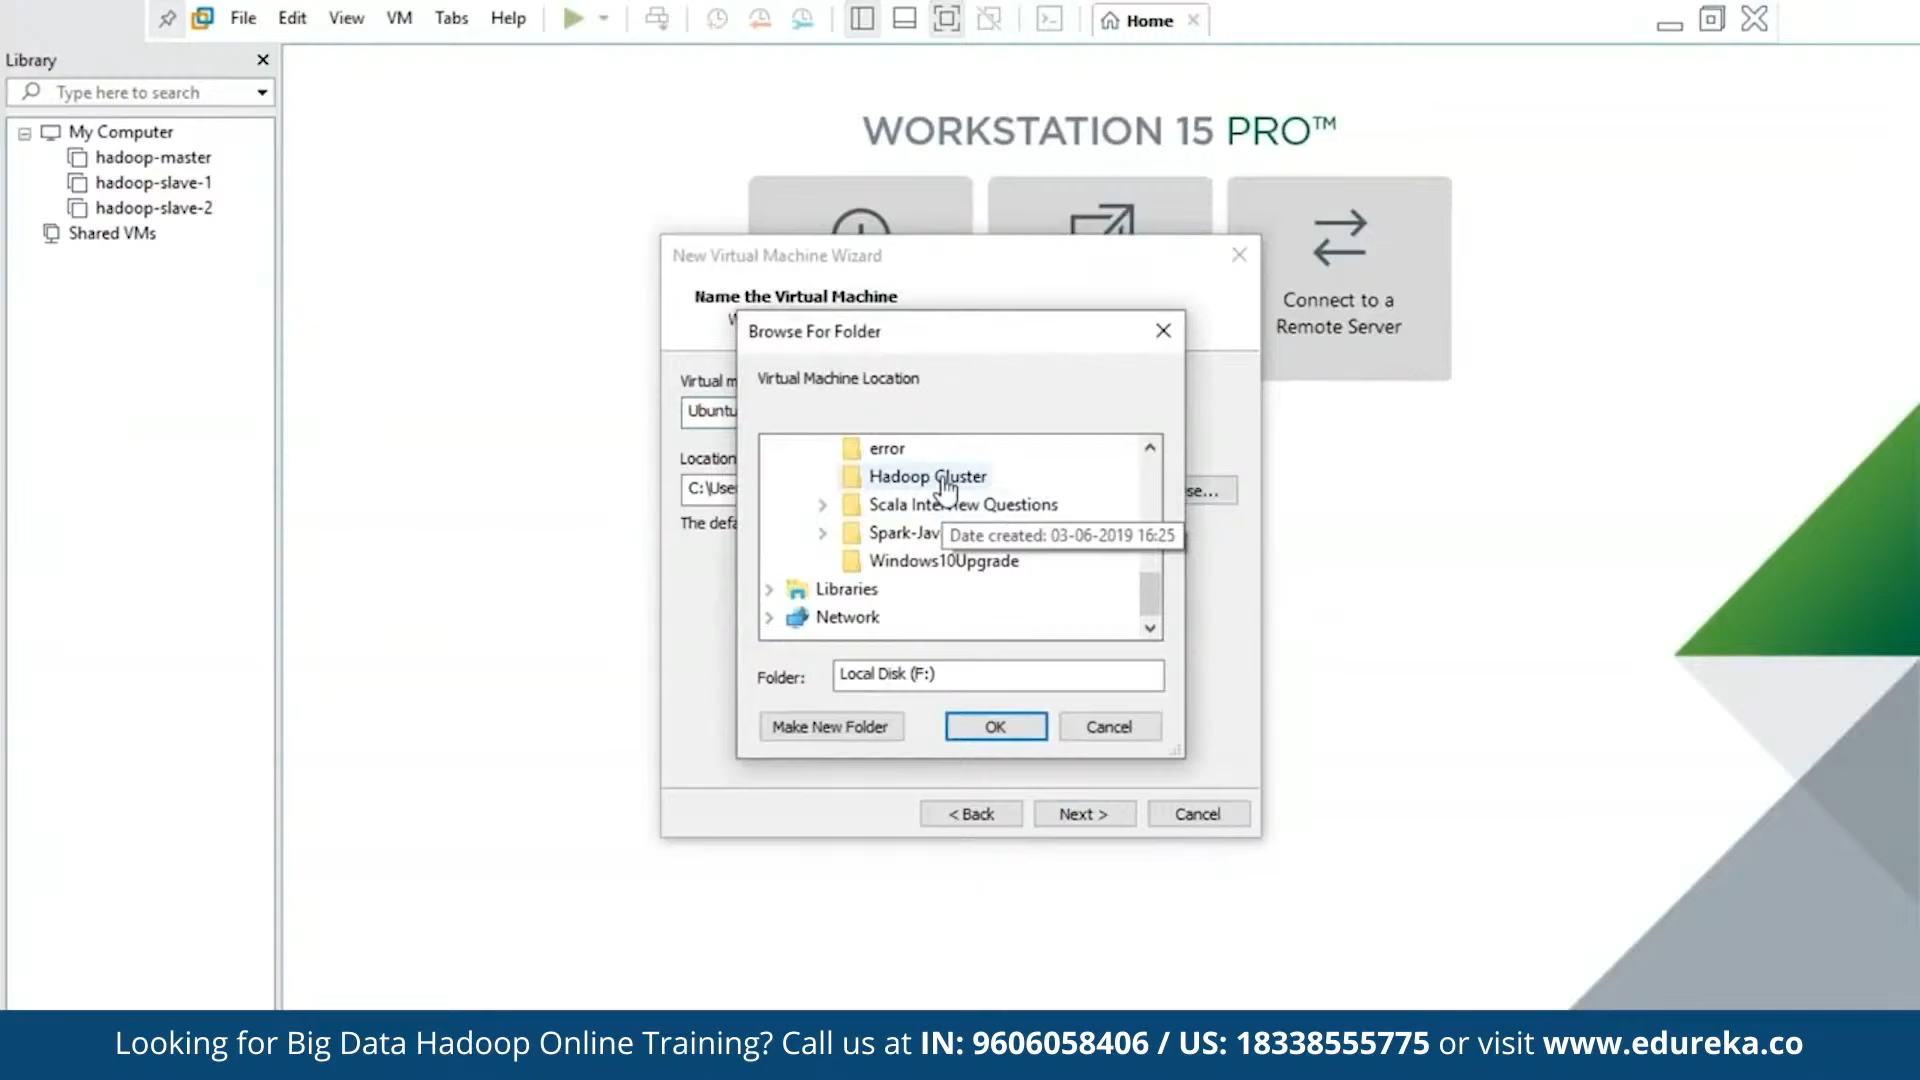 File Edit View VM Tabs Help
Home
Library
Type here to search
My Computer
hadoop-master
hadoop-slave-1
hadoop-slave-2
Shared VMs
WORKSTATION 15 PRO™
Connect to a
Remote Server
New Virtual Machine Wizard
Name the Virtual Machine
Browse For Folder
Virtual Machine Location
Virtual m
Ubuntu
Location
C:\Use
se...
The defa
error
Hadoop Cluster
Scala Interview Questions
Spark-Jav
Date created: 03-06-2019 16:25
Windows10Upgrade
Libraries
Network
Folder: Local Disk (F:)
Make New Folder OK Cancel
< Back Next > Cancel
Looking for Big Data Hadoop Online Training? Call us at IN: 9606058406 / US: 18338555775 or visit www.edureka.co